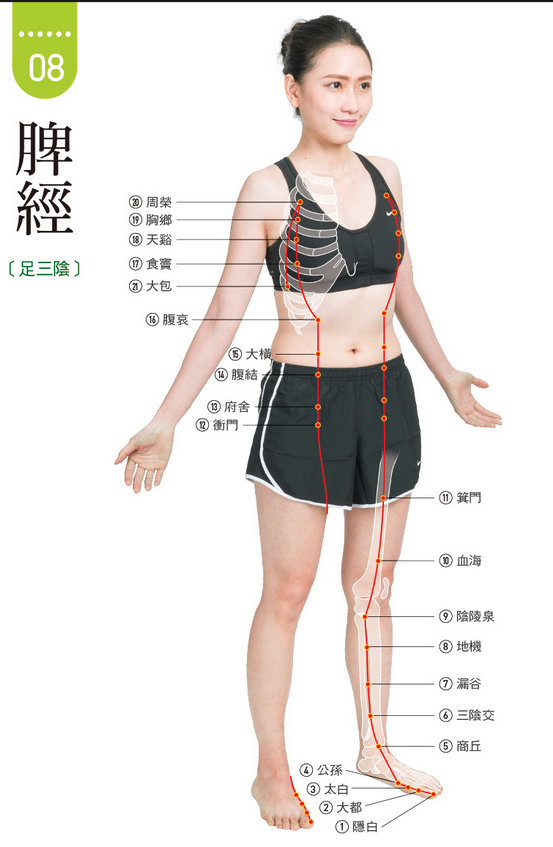 08
脾經
〔足三陰〕
⑳ 周榮
⑲ 胸鄉
⑱ 天谿
⑰ 食竇
㉑ 大包
⑯ 腹哀
⑮ 大橫
⑭ 腹結
⑬ 府舍
⑫ 衝門
⑪ 箕門
⑩ 血海
⑨ 陰陵泉
⑧ 地機
⑦ 漏谷
⑥ 三陰交
⑤ 商丘
④ 公孫
③ 太白
② 大都
① 隱白